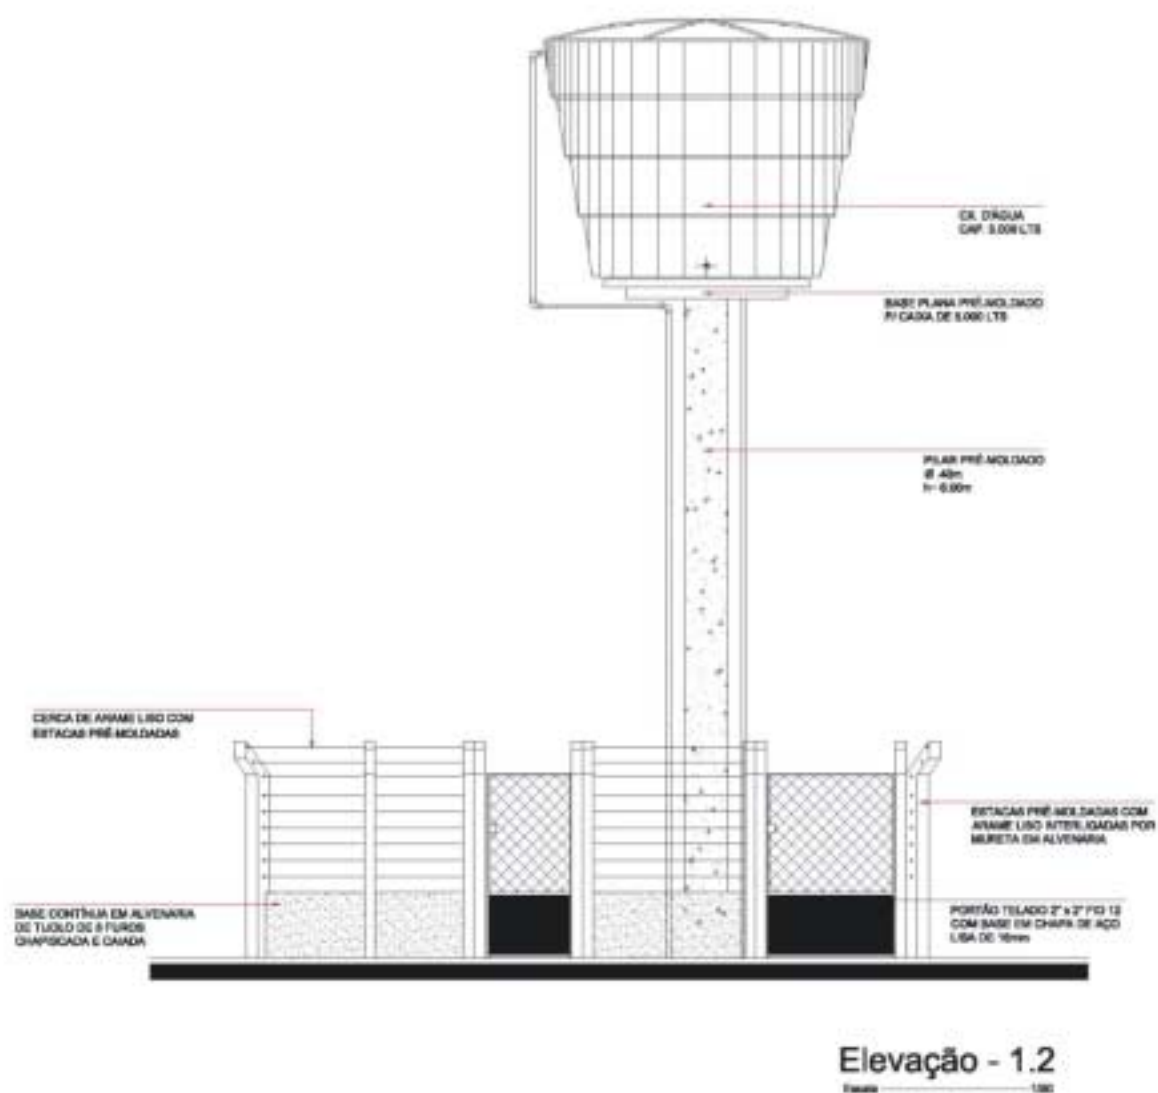 CX. D'ÁGUA
CAP. 5.000 LTS
BASE PLANA PRÉ-MOLDADO
P/ CAIXA DE 5.000 LTS
PILAR PRÉ-MOLDADO
Ø .40m
h= 6.00m
CERCA DE ARAME LISO COM
ESTACAS PRÉ-MOLDADAS
ESTACAS PRÉ-MOLDADAS COM
ARAME LISO INTERLIGADAS POR
MURETA EM ALVENARIA
BASE CONTÍNUA EM ALVENARIA
DE TIJOLO DE 8 FUROS
CHAPISCADA E CAIADA
PORTÃO TELADO 2" x 2" FIO 12
COM BASE EM CHAPA DE AÇO
LISA DE 16mm
Elevação - 1.2
Escala